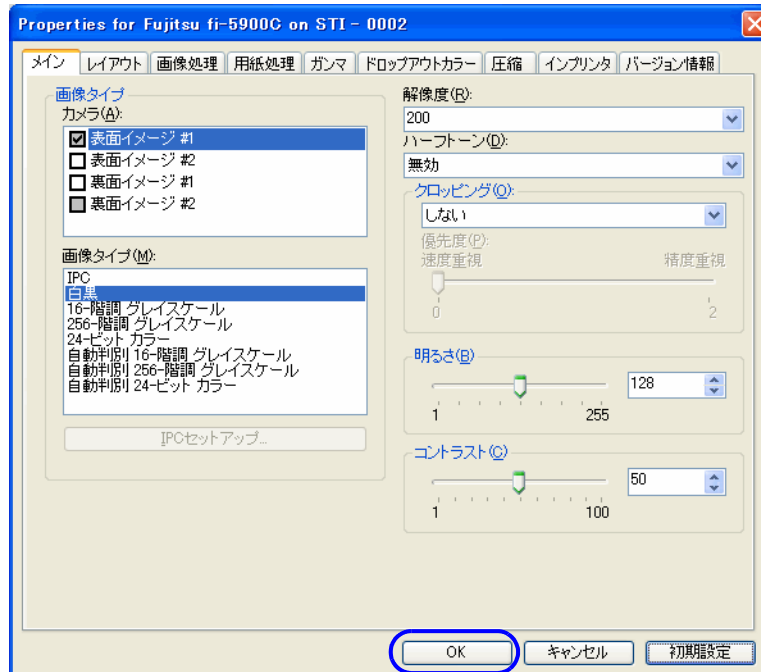 Properties for Fujitsu fi-5900C on STI - 0002
メイン レイアウト 画像処理 用紙処理 ガンマ ドロップアウトカラー 圧縮 インプリンタ バージョン情報
画像タイプ
カメラ(A):
表面イメージ #1
表面イメージ #2
裏面イメージ #1
裏面イメージ #2
画像タイプ(M):
IPC
白黒
16-階調 グレイスケール
256-階調 グレイスケール
24-ビット カラー
自動判別 16-階調 グレイスケール
自動判別 256-階調 グレイスケール
自動判別 24-ビット カラー
IPCセットアップ...
解像度(R):
200
ハーフトーン(D):
無効
クロッピング(O):
しない
優先度(P):
速度重視 精度重視
0 2
明るさ(B)
128
1 255
コントラスト(C)
50
1 100
OK キャンセル 初期設定